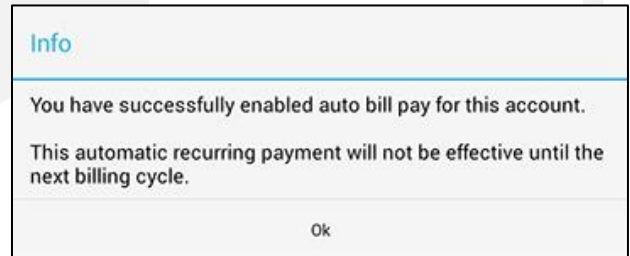 Info
You have successfully enabled auto bill pay for this account.
This automatic recurring payment will not be effective until the
next billing cycle.
Ok